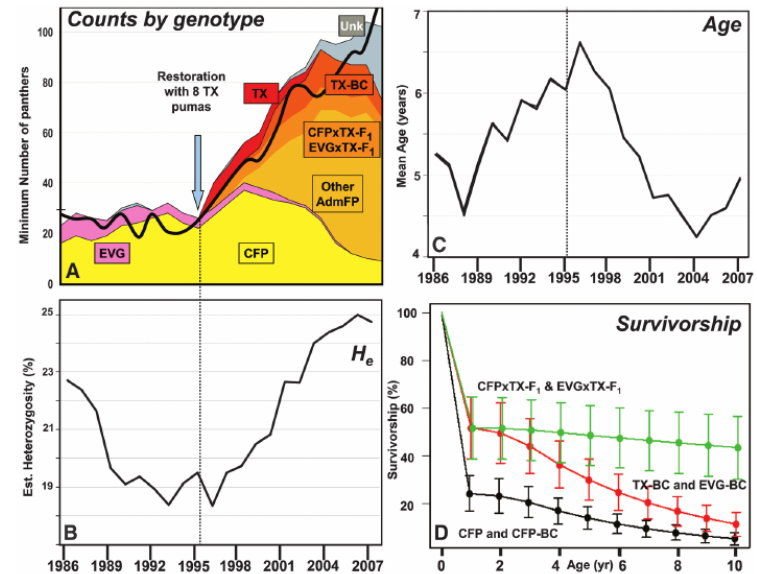 Counts by genotype
100
80
60
40
20
0
Minimum Number of panthers
Restoration
with 8 TX
pumas
Unk
TX
TX-BC
CFPxTX-F₁
EVGxTX-F₁
Other
AdmFP
EVG
CFP
A
Age
7
6
5
4
Mean Age (years)
C
1986 1989 1992 1995 1998 2001 2004 2007
25
23
21
19
Est. Heterozygosity (%)
Hₑ
B
1986 1989 1992 1995 1998 2001 2004 2007
Survivorship
100
80
60
40
20
Survivorship (%)
CFPxTX-F₁ & EVGxTX-F₁
TX-BC and EVG-BC
CFP and CFP-BC
D
0 2 4 Age (yr) 6 8 10